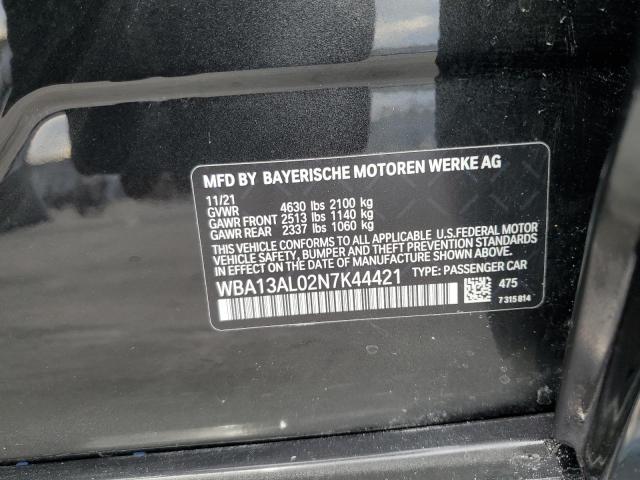 MFD BY BAYERISCHE MOTOREN WERKE AG
11/21
GVWR 4630 lbs 2100 kg
GAWR FRONT 2513 lbs 1140 kg
GAWR REAR 2337 lbs 1060 kg
THIS VEHICLE CONFORMS TO ALL APPLICABLE U.S.FEDERAL MOTOR
VEHICLE SAFETY, BUMPER, AND THEFT PREVENTION STANDARDS
IN EFFECT ON THE DATE OF MANUFACTURE SHOWN ABOVE.
WBA13AL02N7K44421 TYPE: PASSENGER CAR
475
7 315 814